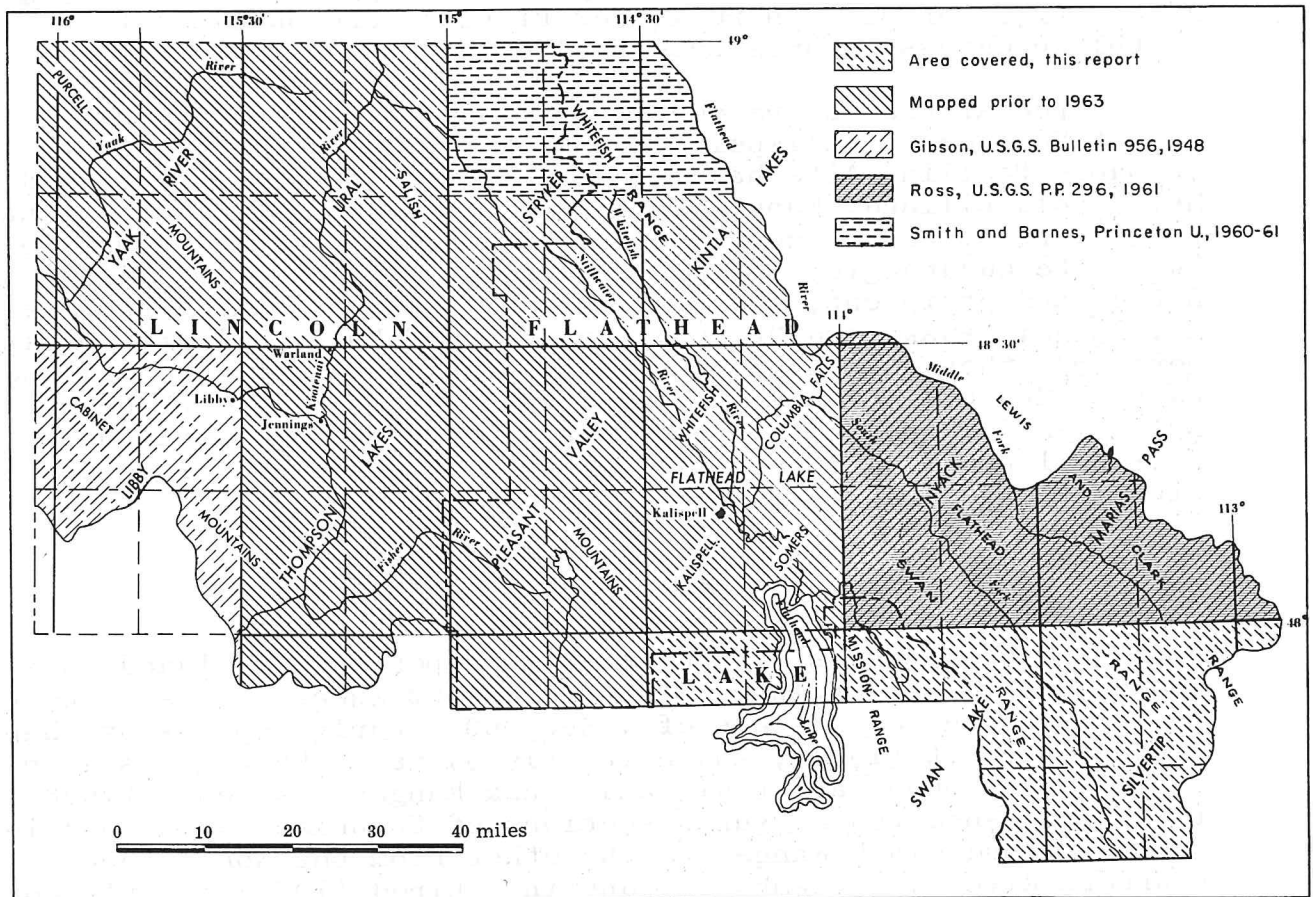 116°
115°30'
115°
114°30'
49°
Area covered, this report
Mapped prior to 1963
Gibson, U.S.G.S. Bulletin 956, 1948
Ross, U.S.G.S. P.P. 296, 1961
Smith and Barnes, Princeton U., 1960-61
PURCELL
River
Yaak
RIVER
YAAK
MOUNTAINS
River
URAL
SALISH
STRYKER
WHITEFISH
RANGE
Whitefish
Stillwater
Flathead
LAKES
KINTLA
River
LINCOLN
FLATHEAD
114°
48° 30'
Warland
Kootenai
Libby
Jennings
CABINET
LIBBY
MOUNTAINS
LAKES
THOMPSON
Fisher
River
VALLEY
PLEASANT
MOUNTAINS
River
WHITEFISH
River
COLUMBIA FALLS
FLATHEAD LAKE
Kalispell
KALISPELL
SOMERS
South
Fork
Middle
Fork
LEWIS
AND
CLARK
RANGE
MARIAS
PASS
NYACK
FLATHEAD
SWAN
RANGE
113°
48°
Flathead
Lake
LAKE
MISSION
RANGE
SWAN
LAKE
SILVERTIP
RANGE
0 10 20 30 40 miles